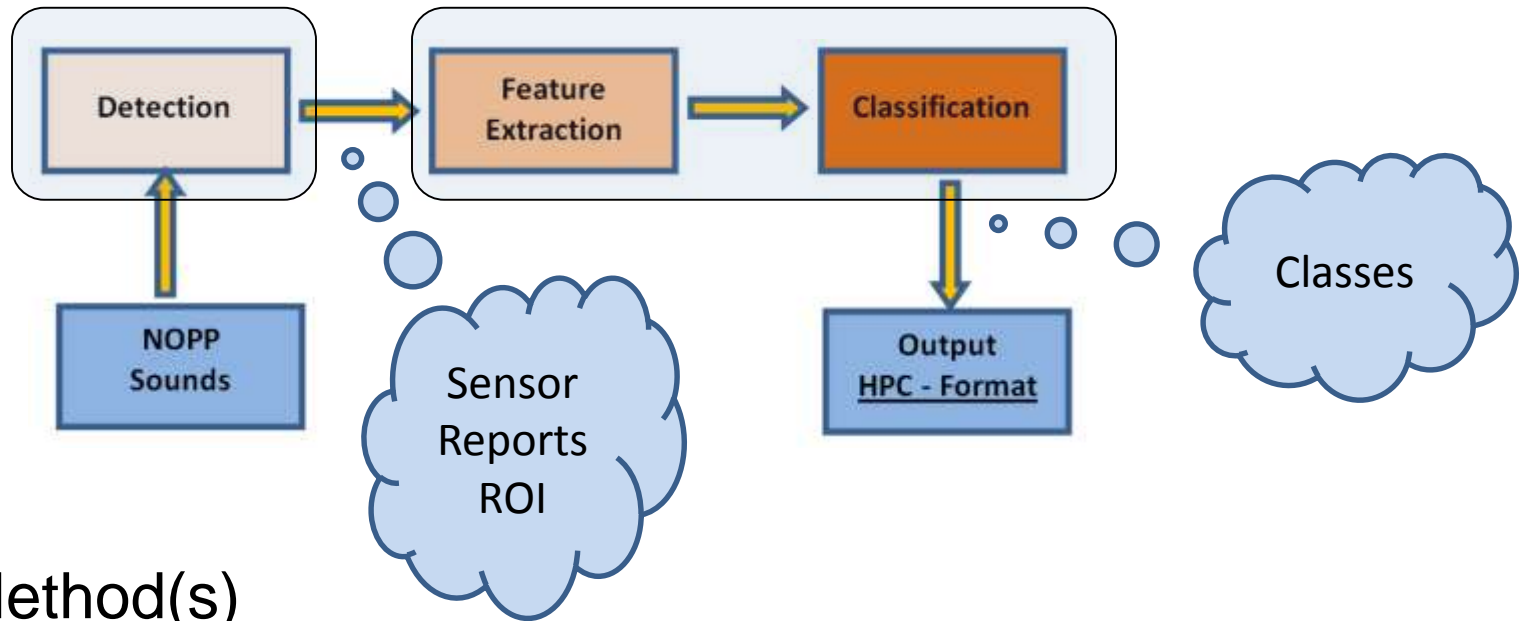 Detection
Feature
Extraction
Classification
NOPP
Sounds
Sensor
Reports
ROI
Output
HPC - Format
Classes
lethod(s)